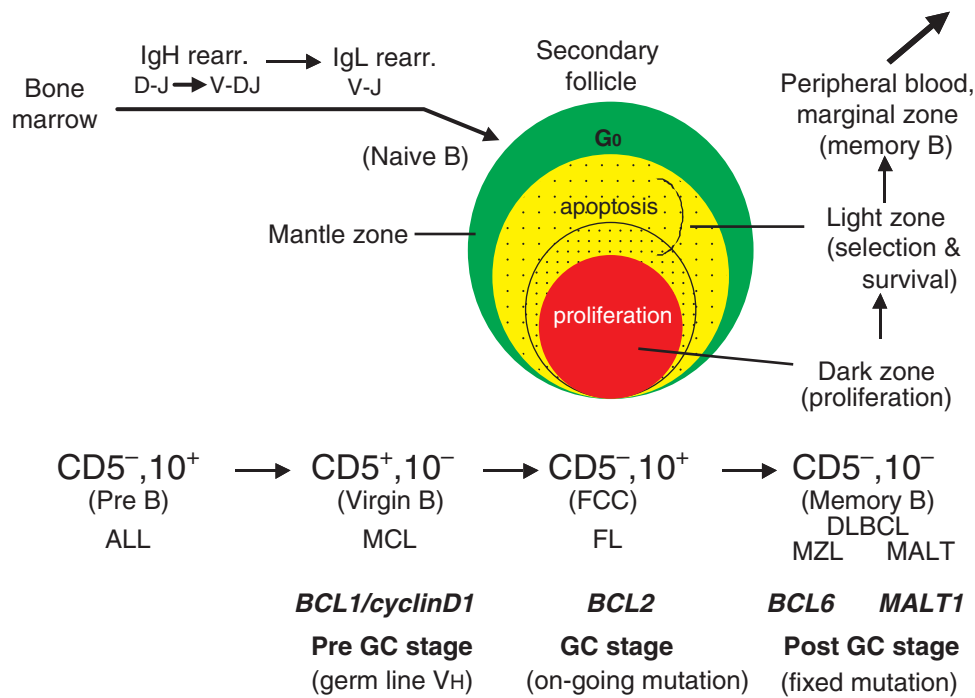 IgH rearr. → IgL rearr.
D-J → V-DJ V-J
Bone
marrow
(Naive B)
Secondary
follicle
G0
apoptosis
proliferation
Mantle zone
Peripheral blood,
marginal zone
(memory B)
Light zone
(selection &
survival)
Dark zone
(proliferation)
CD5⁻,10⁺ → CD5⁺,10⁻ → CD5⁻,10⁺ → CD5⁻,10⁻
(Pre B) (Virgin B) (FCC) (Memory B)
DLBCL
ALL MCL FL MZL MALT
BCL1/cyclinD1 BCL2 BCL6 MALT1
Pre GC stage GC stage Post GC stage
(germ line VH) (on-going mutation) (fixed mutation)